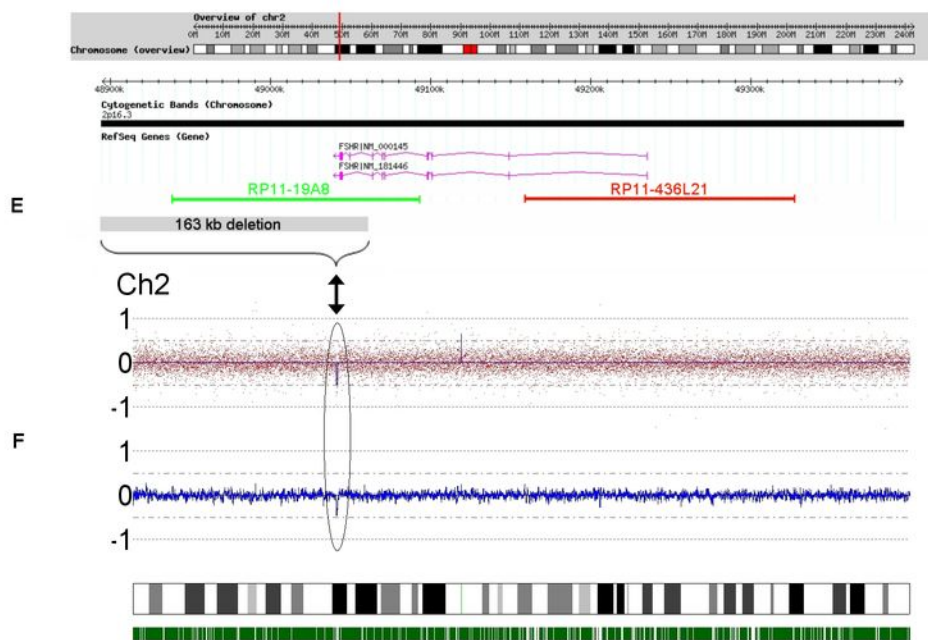 Overview of chr2
0M 10M 20M 30M 40M 50M 60M 70M 80M 90M 100M 110M 120M 130M 140M 150M 160M 170M 180M 190M 200M 210M 220M 230M 240M
Chromosome (overview)
48900k 49000k 49100k 49200k 49300k
Cytogenetic Bands (Chromosome)
2p16.3
RefSeq Genes (Gene)
FSHR|NM_000145
FSHR|NM_181446
RP11-19A8 RP11-436L21
E
163 kb deletion
Ch2
1
0
-1
F
1
0
-1